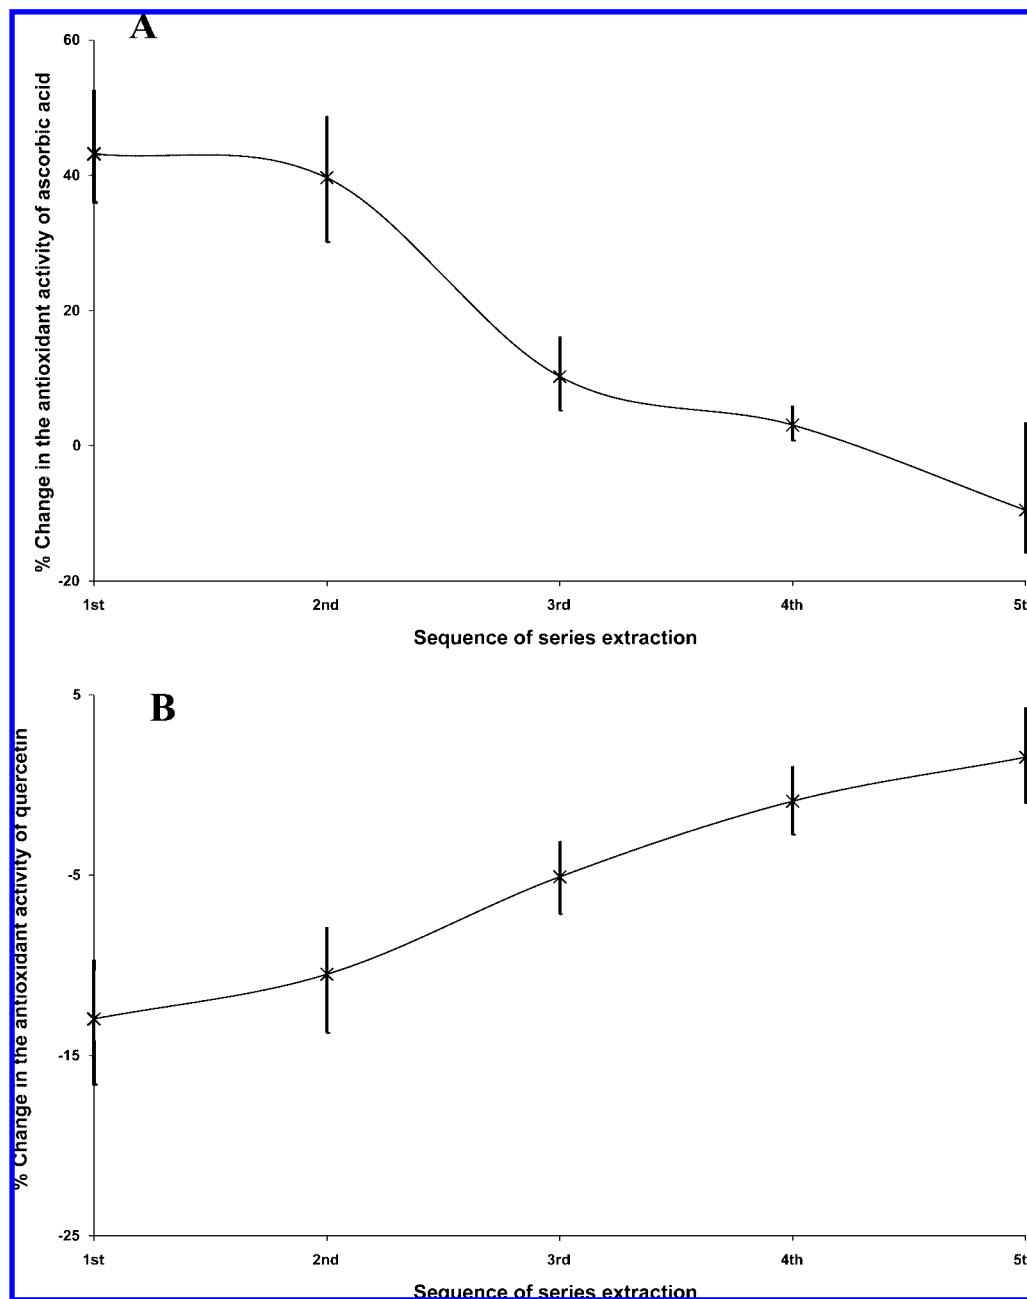 A
60
40
20
0
-20
% Change in the antioxidant activity of ascorbic acid
1st 2nd 3rd 4th 5t
Sequence of series extraction
B
5
-5
-15
-25
% Change in the antioxidant activity of quercetin
1st 2nd 3rd 4th 5t
Sequence of series extraction